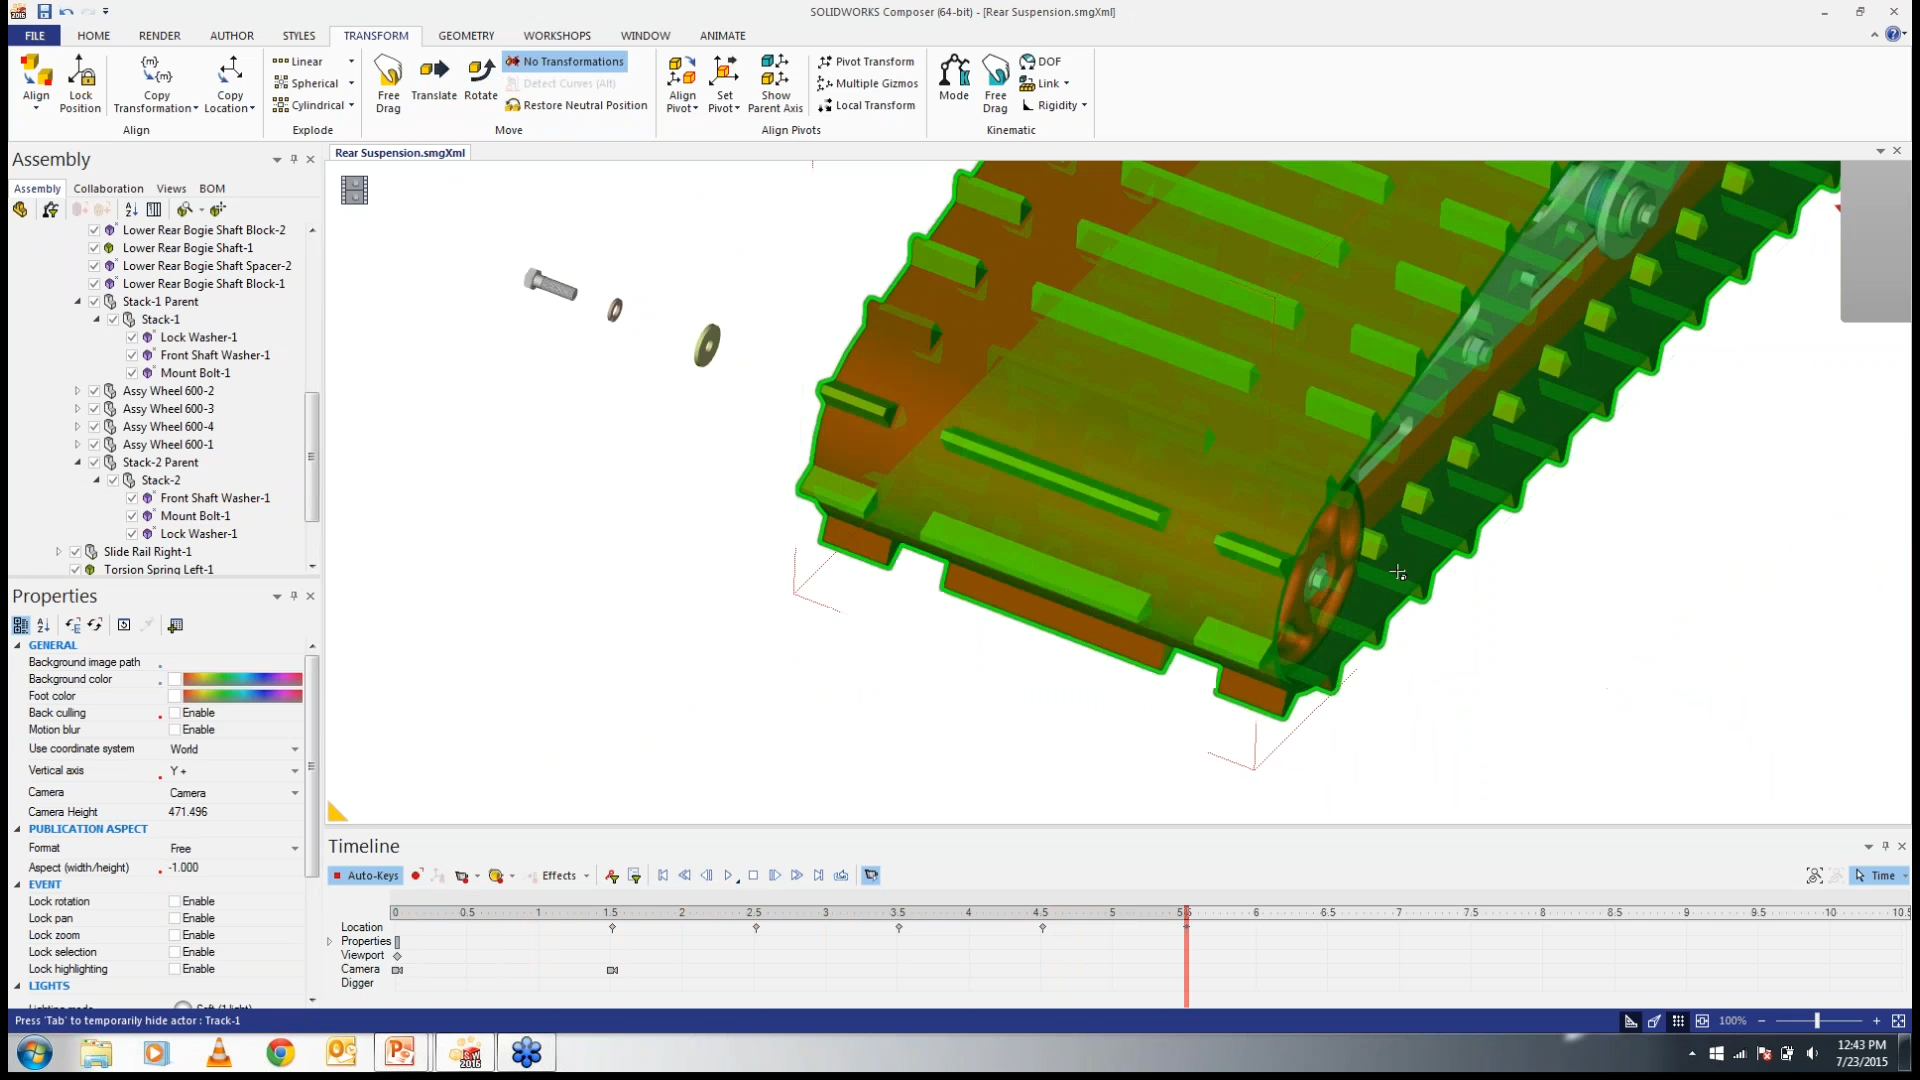 SOLIDWORKS Composer (64-bit) - [Rear Suspension.smgXml]
FILE HOME RENDER AUTHOR STYLES TRANSFORM GEOMETRY WORKSHOPS WINDOW ANIMATE
Align
Lock Position
Copy Transformation
Copy Location
Align
Linear
Spherical
Cylindrical
Explode
Free Drag
Translate
Rotate
No Transformations
Detect Curves (Alt)
Restore Neutral Position
Move
Align Pivot
Set Pivot
Show Parent Axis
Pivot Transform
Multiple Gizmos
Local Transform
Align Pivots
Mode
Free Drag
DOF
Link
Rigidity
Kinematic
Assembly
Rear Suspension.smgXml
Assembly Collaboration Views BOM
Lower Rear Bogie Shaft Block-2
Lower Rear Bogie Shaft-1
Lower Rear Bogie Shaft Spacer-2
Lower Rear Bogie Shaft Block-1
Stack-1 Parent
Stack-1
Lock Washer-1
Front Shaft Washer-1
Mount Bolt-1
Assy Wheel 600-2
Assy Wheel 600-3
Assy Wheel 600-4
Assy Wheel 600-1
Stack-2 Parent
Stack-2
Front Shaft Washer-1
Mount Bolt-1
Lock Washer-1
Slide Rail Right-1
Torsion Spring Left-1
Properties
GENERAL
Background image path
Background color
Foot color
Back culling Enable
Motion blur Enable
Use coordinate system World
Vertical axis Y +
Camera Camera
Camera Height 471.496
PUBLICATION ASPECT
Format Free
Aspect (width/height) -1.000
EVENT
Lock rotation Enable
Lock pan Enable
Lock zoom Enable
Lock selection Enable
Lock highlighting Enable
LIGHTS
Timeline
Auto-Keys Effects Time
0 0.5 1 1.5 2 2.5 3 3.5 4 4.5 5 6 6.5 7 7.5 8 8.5 9 9.5 10 10.5
Location
Properties
Viewport
Camera
Digger
Press 'Tab' to temporarily hide actor : Track-1
100%
12:43 PM
7/23/2015